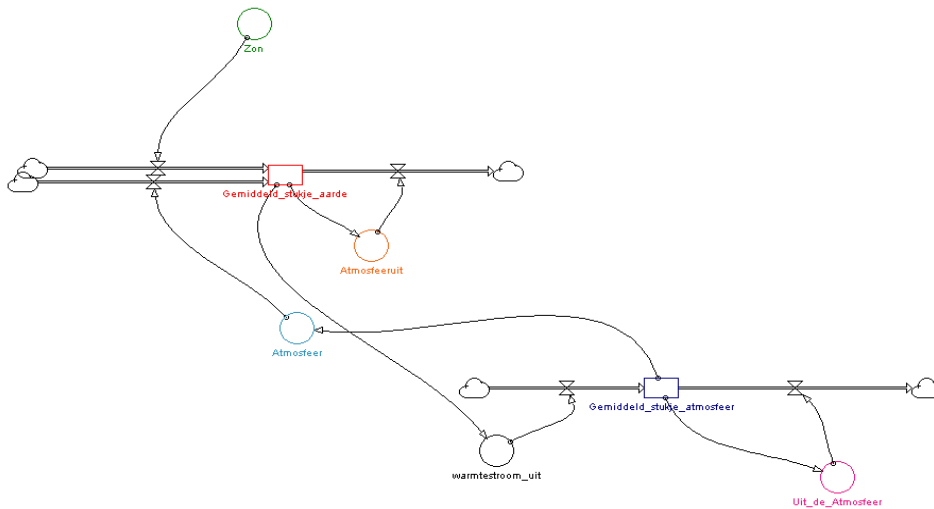 Zon
Gemiddeld_stukje_aarde
Atmosfeeruit
Atmosfeer
Gemiddeld_stukje_atmosfeer
warmtestroom_uit
Uit_de_Atmosfeer